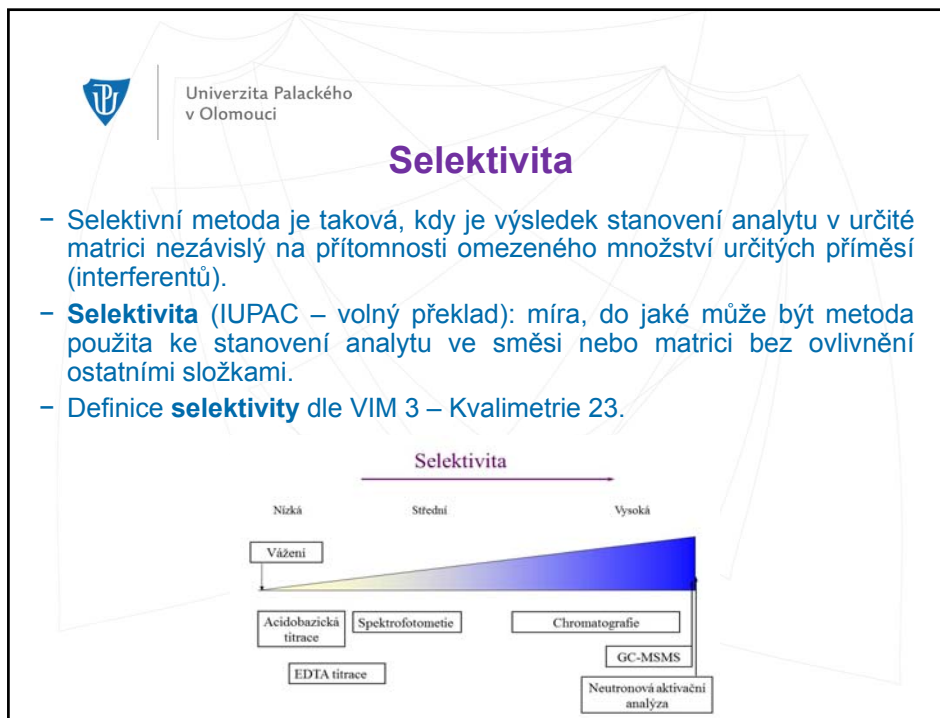 Univerzita Palackého
v Olomouci
Selektivita
− Selektivní metoda je taková, kdy je výsledek stanovení analytu v určité
matrici nezávislý na přítomnosti omezeného množství určitých příměsí
(interferentů).
− Selektivita (IUPAC – volný překlad): míra, do jaké může být metoda
použita ke stanovení analytu ve směsi nebo matrici bez ovlivnění
ostatními složkami.
− Definice selektivity dle VIM 3 – Kvalimetrie 23.
Selektivita
Nízká Střední Vysoká
Vážení
Acidobazická
titrace
Spektrofotometie
Chromatografie
GC-MSMS
EDTA titrace
Neutronová aktivační
analýza